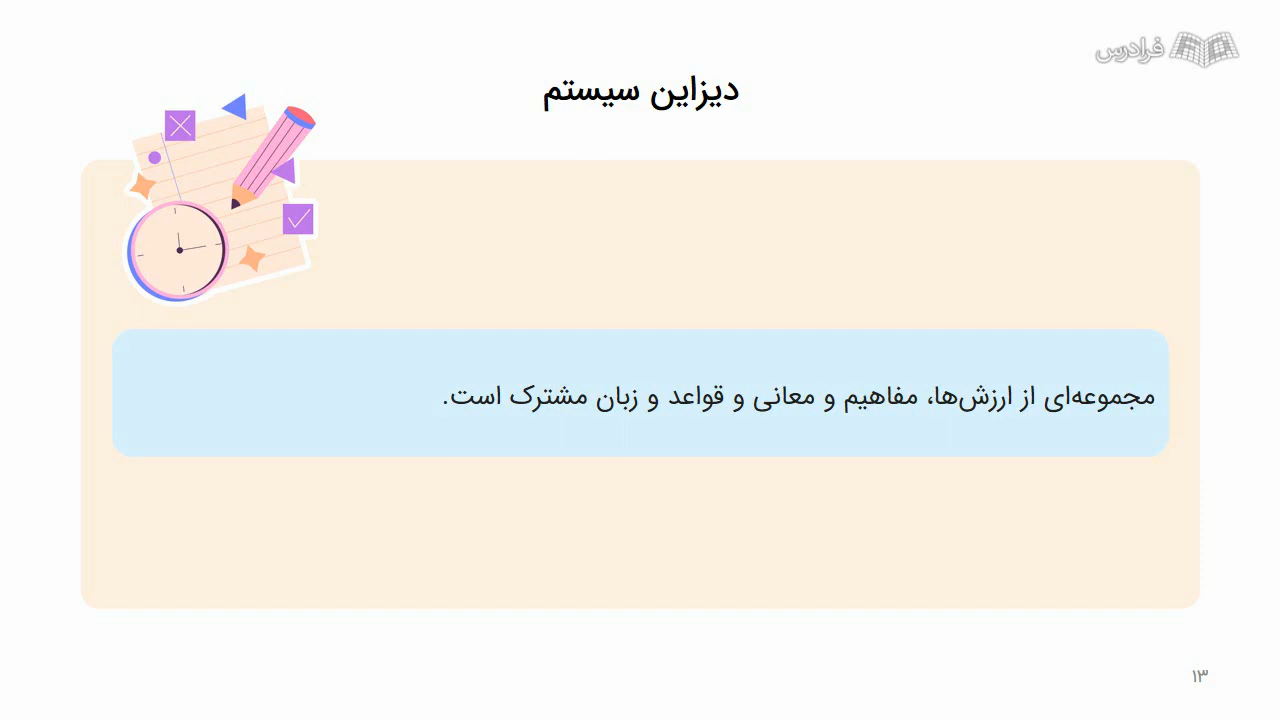 فرادرس
دیزاین سیستم
مجموعه‌ای از ارزش‌ها، مفاهیم و معانی و قواعد و زبان مشترک است.
۱۳